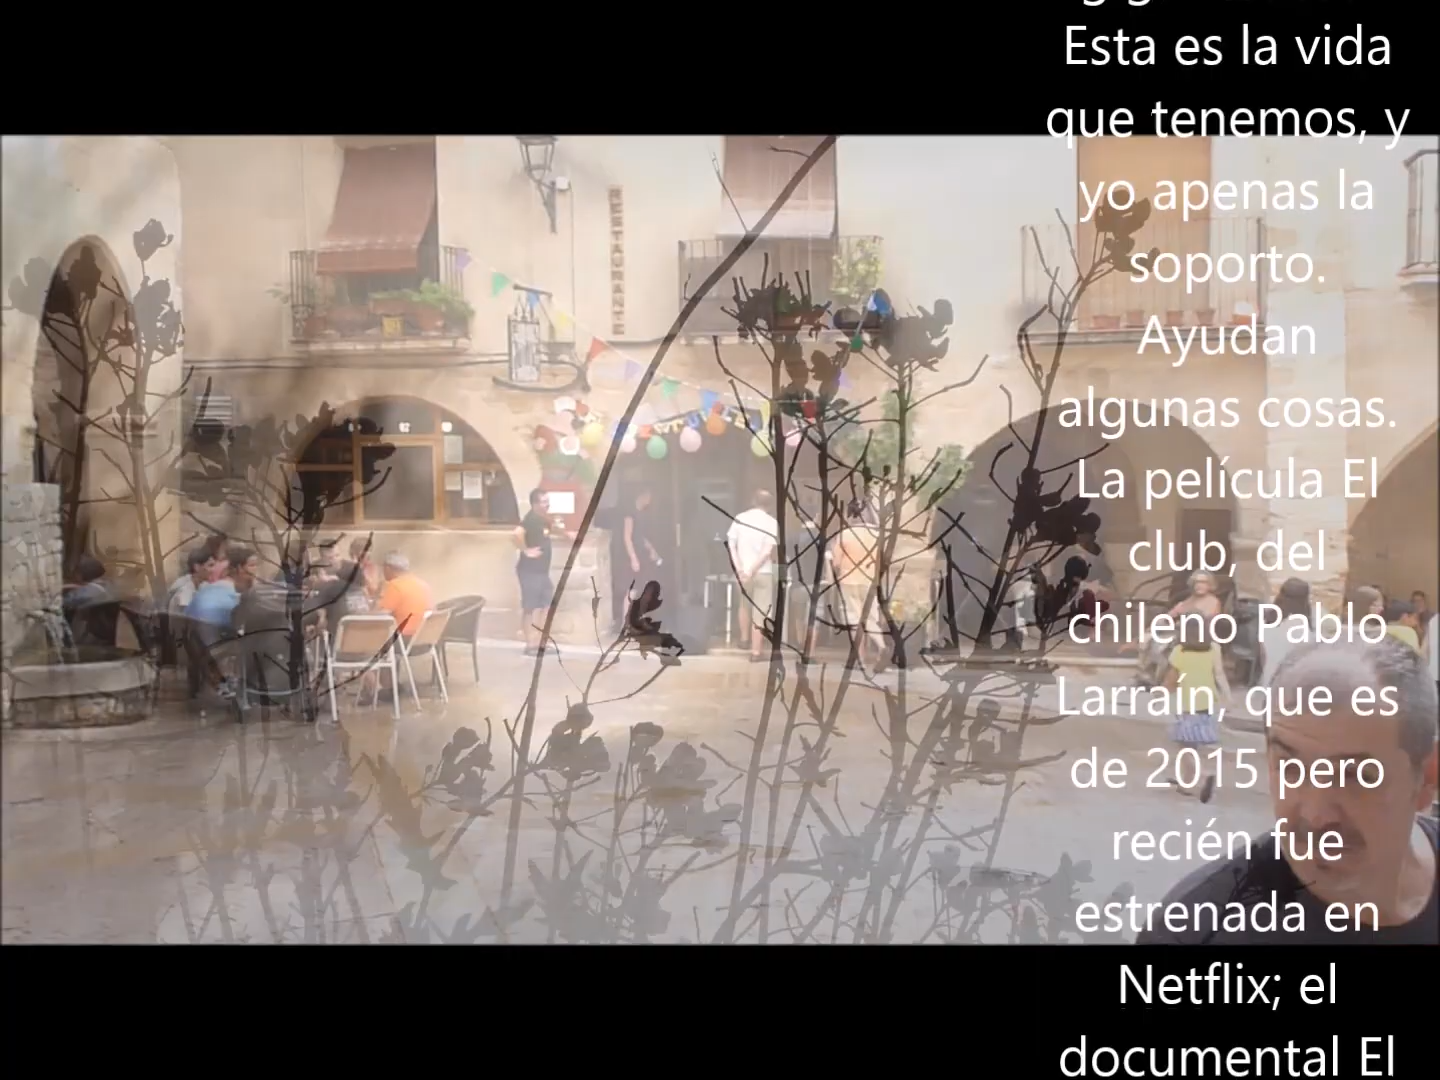 Esta es la vida
que tenemos, y
yo apenas la
soporto.
Ayudan
algunas cosas.
La película El
club, del
chileno Pablo
Larraín, que es
de 2015 pero
recién fue
estrenada en
Netflix; el
documental El
RESTAURANTE